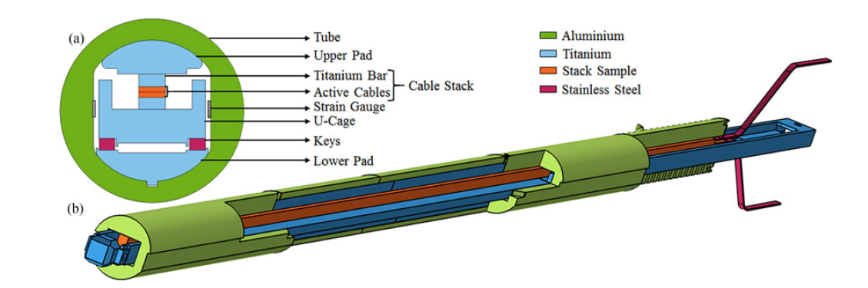 (a)
Tube
Upper Pad
Titanium Bar
Active Cables
Cable Stack
Strain Gauge
U-Cage
Keys
Lower Pad
Aluminium
Titanium
Stack Sample
Stainless Steel
(b)